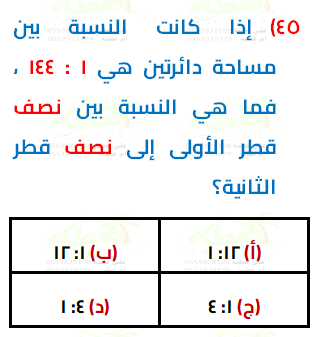 ٤٥) إذا كانت النسبة بين
مساحة دائرتين هي ١ : ١٤٤ ،
فما هي النسبة بين نصف
قطر الأولى إلى نصف قطر
الثانية؟
(أ) ١٢: ١
(ب) ١: ١٢
(ج) ١: ٤
(د) ٤: ١